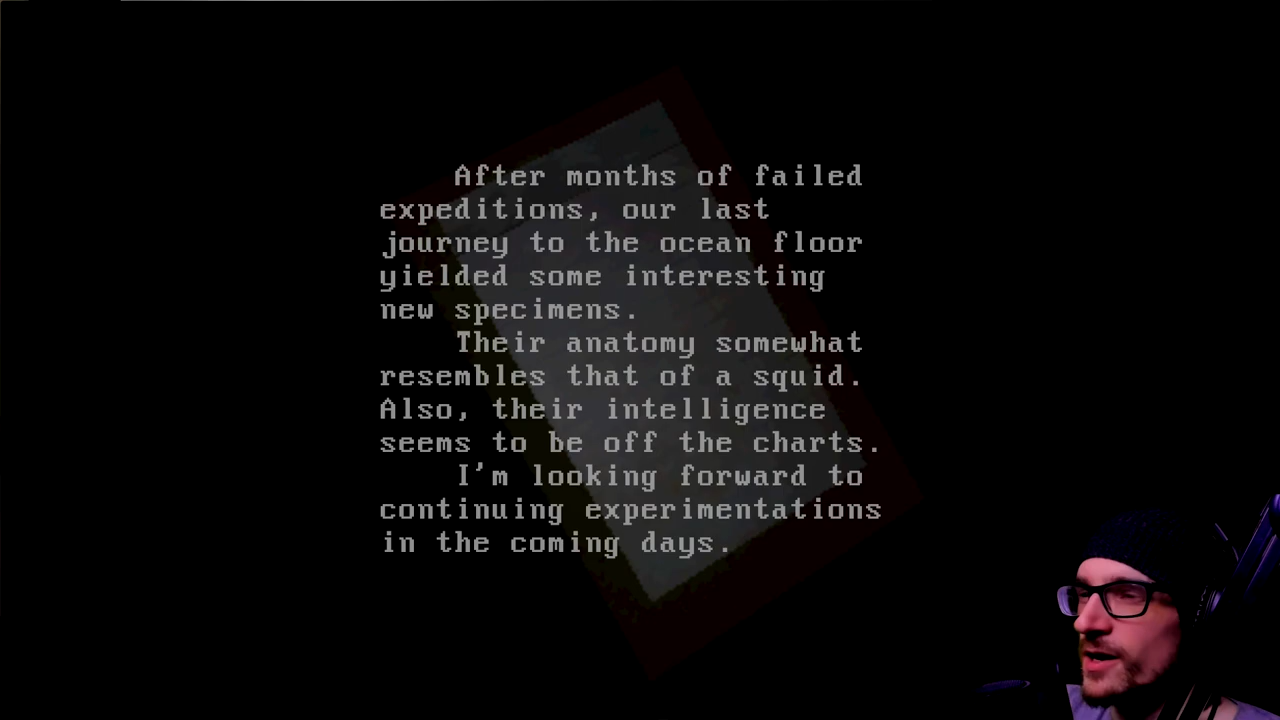 After months of failed
expeditions, our last
journey to the ocean floor
yielded some interesting
new specimens.
Their anatomy somewhat
resembles that of a squid.
Also, their intelligence
seems to be off the charts.
I'm looking forward to
continuing experimentations
in the coming days.